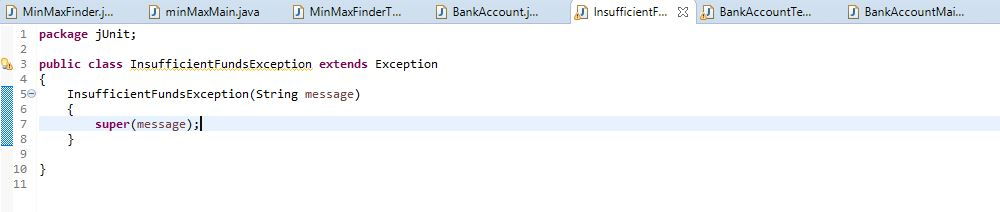 MinMaxFinder.j... minMaxMain.java MinMaxFinderT... BankAccount.j... InsufficientF... BankAccountTe... BankAccountMai...
1 package jUnit;
2
3 public class InsufficientFundsException extends Exception
4 {
5 InsufficientFundsException(String message)
6 {
7 super(message);
8 }
9
10 }
11